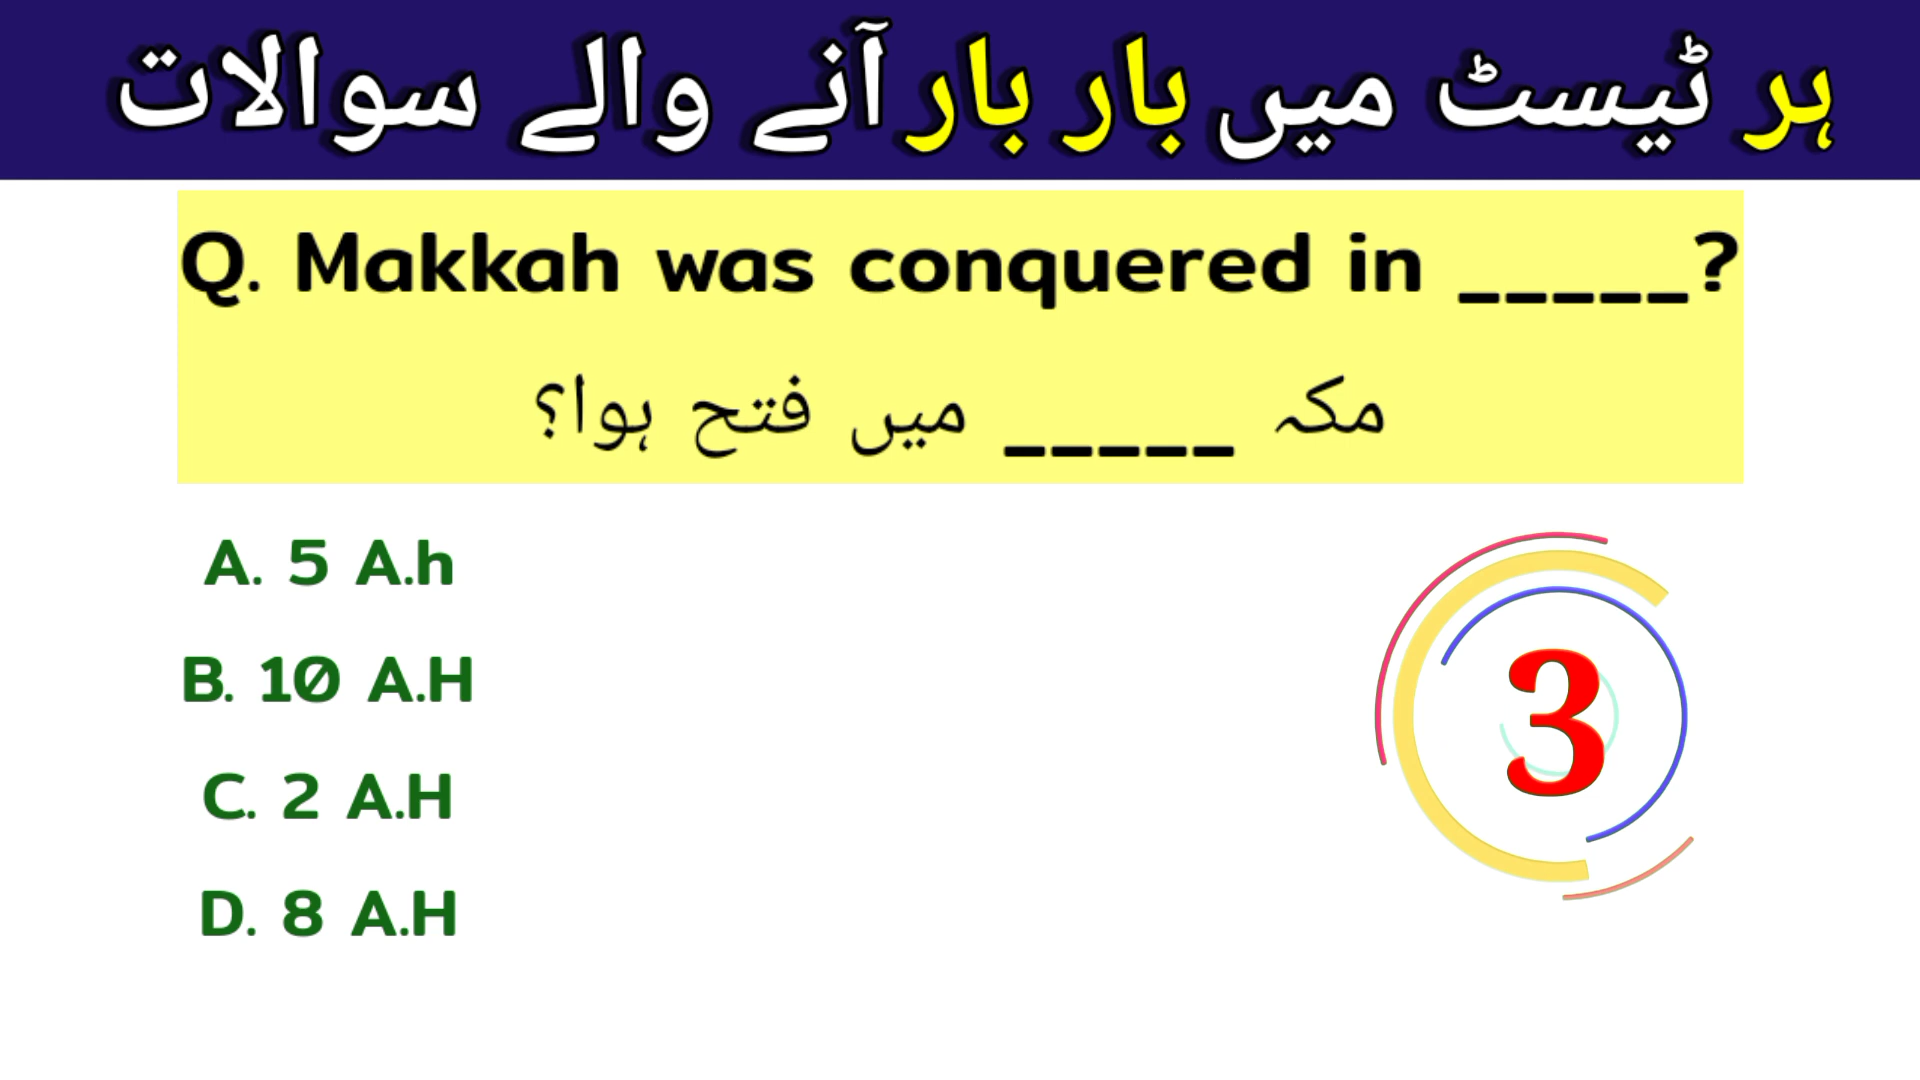 ہر ٹیسٹ میں بار بار آنے والے سوالات
Q. Makkah was conquered in _____?
مکہ _____ میں فتح ہوا؟
A. 5 A.h
B. 10 A.H
C. 2 A.H
D. 8 A.H
3